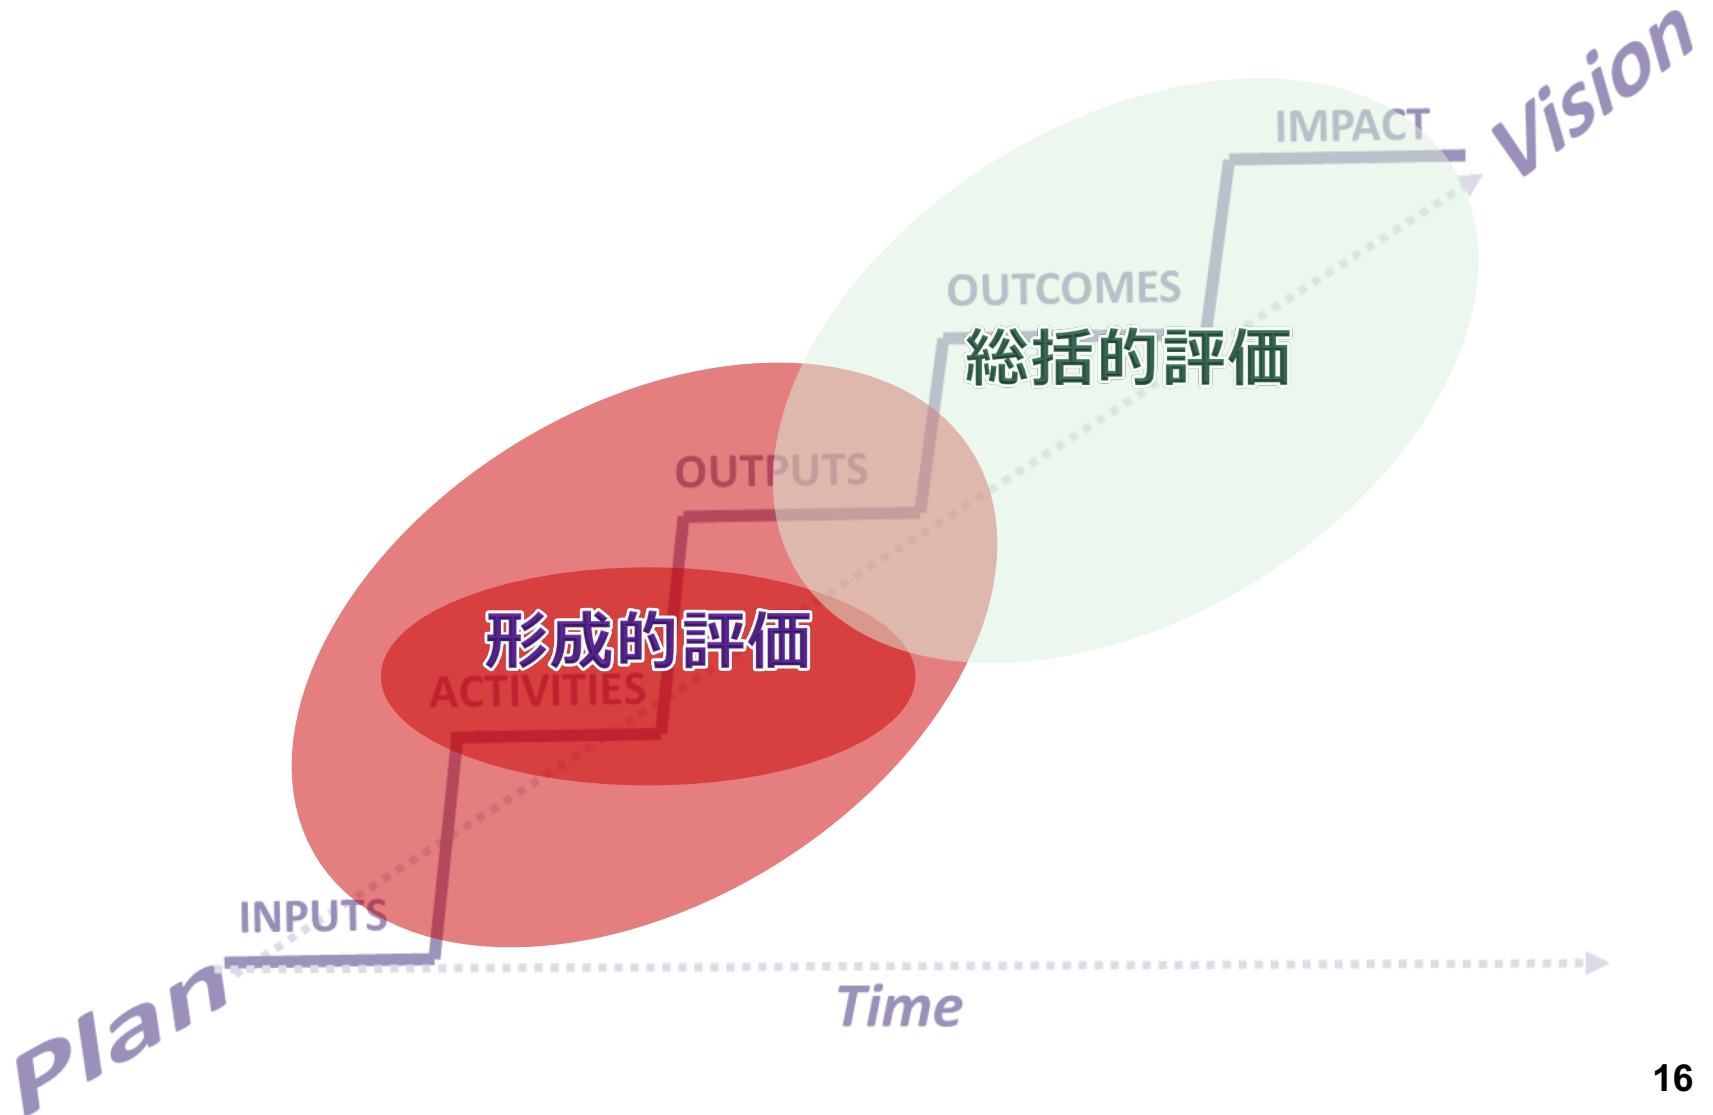 Vision
IMPACT
OUTCOMES
総括的評価
OUTPUTS
形成的評価
ACTIVITIES
INPUTS
Plan
Time
16